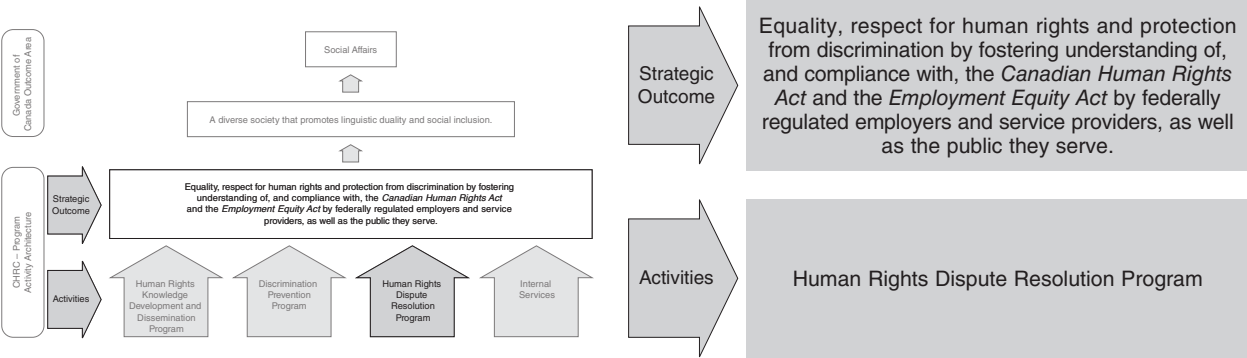 Government of
Canada Outcome Area
Social Affairs
A diverse society that promotes linguistic duality and social inclusion.
CHRC – Program
Activity Architecture
Strategic
Outcome
Equality, respect for human rights and protection from discrimination by fostering
understanding of, and compliance with, the Canadian Human Rights Act
and the Employment Equity Act by federally regulated employers and service
providers, as well as the public they serve.
Activities
Human Rights
Knowledge
Development and
Dissemination
Program
Discrimination
Prevention
Program
Human Rights
Dispute
Resolution
Program
Internal
Services
Strategic
Outcome
Equality, respect for human rights and protection
from discrimination by fostering understanding of,
and compliance with, the Canadian Human Rights
Act and the Employment Equity Act by federally
regulated employers and service providers, as well
as the public they serve.
Activities
Human Rights Dispute Resolution Program